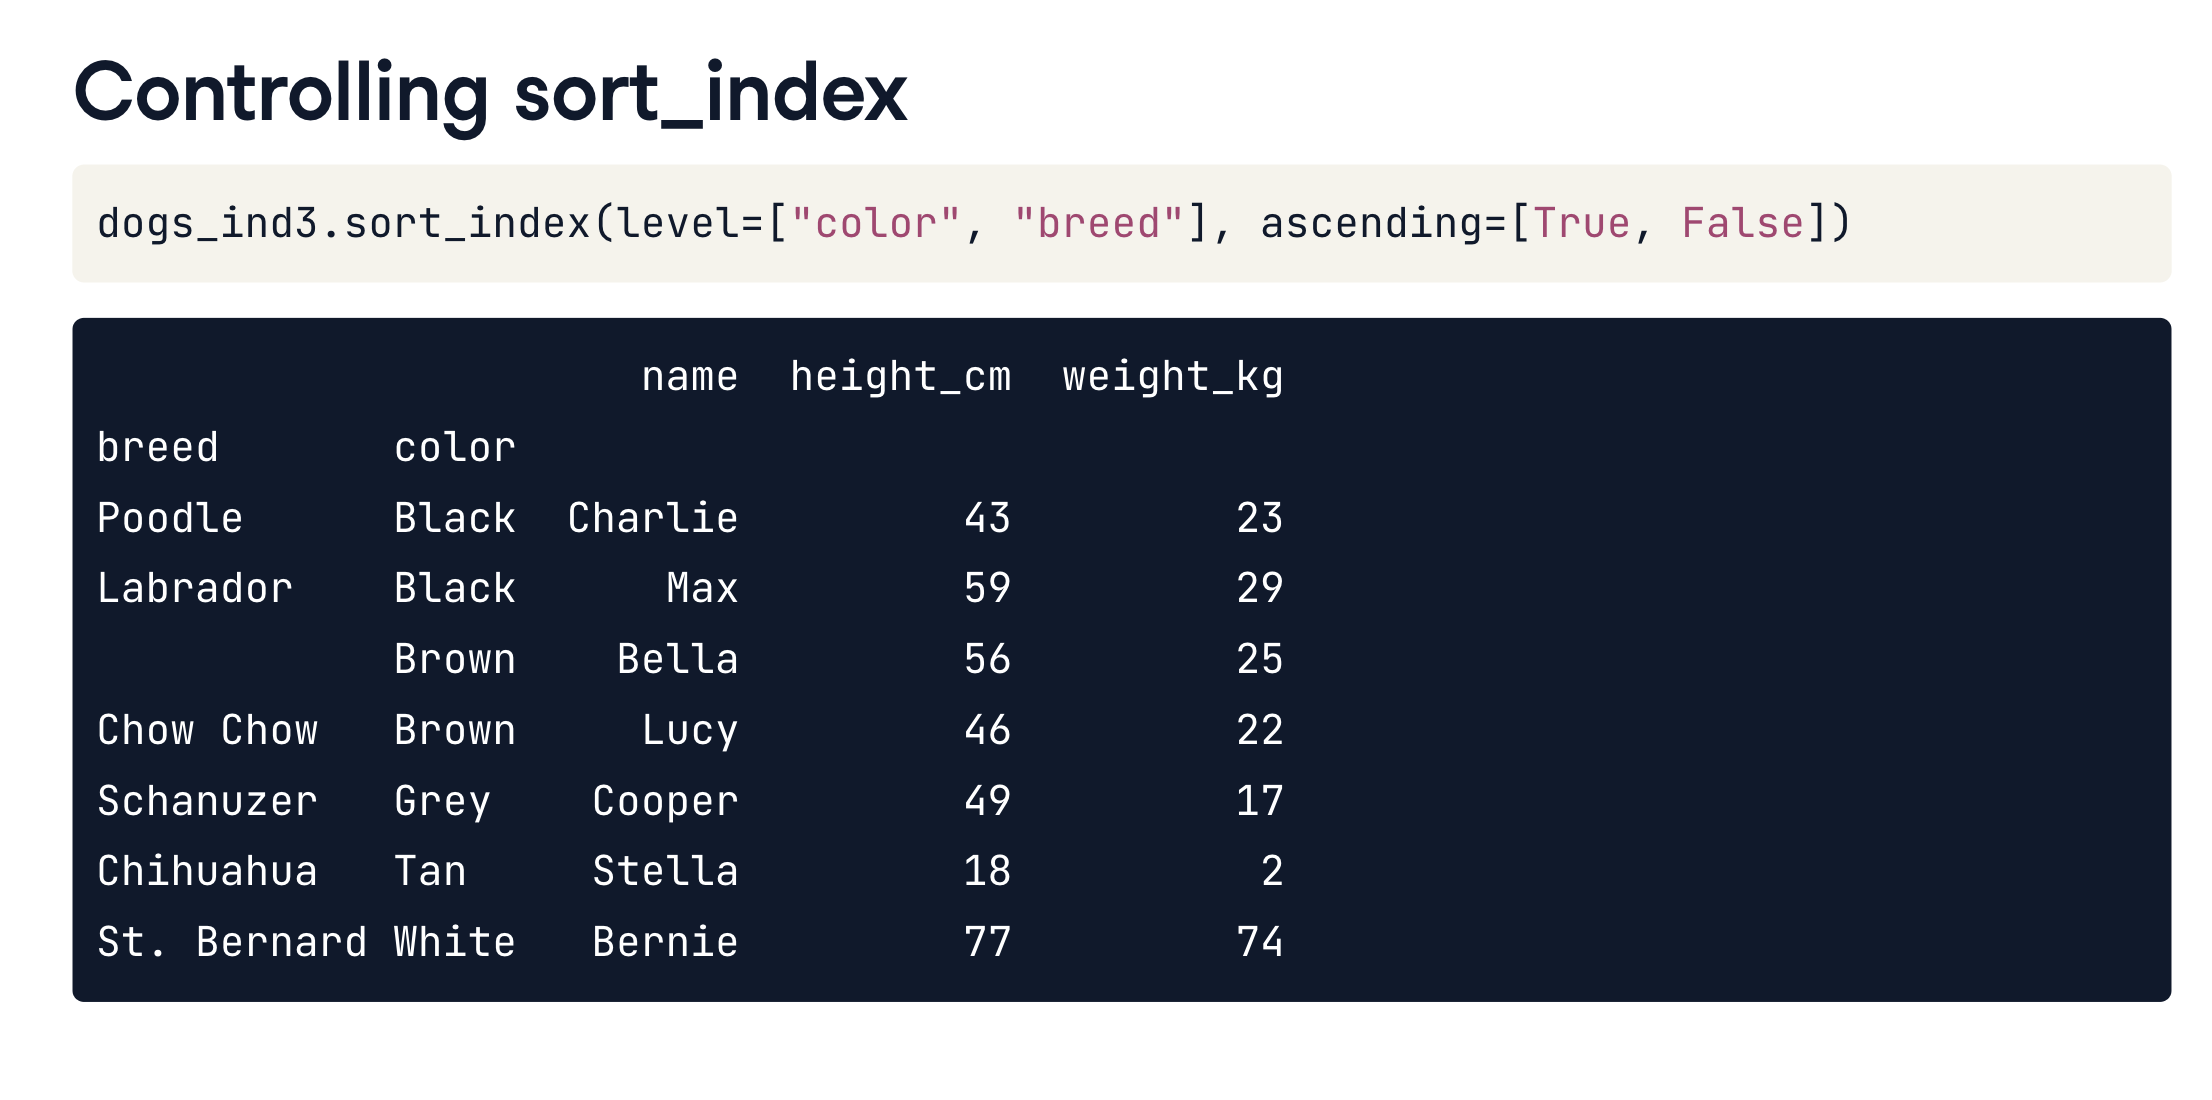 Controlling sort_index
dogs_ind3.sort_index(level=["color", "breed"], ascending=[True, False])
name height_cm weight_kg
breed color
Poodle Black Charlie 43 23
Labrador Black Max 59 29
Brown Bella 56 25
Chow Chow Brown Lucy 46 22
Schanuzer Grey Cooper 49 17
Chihuahua Tan Stella 18 2
St. Bernard White Bernie 77 74